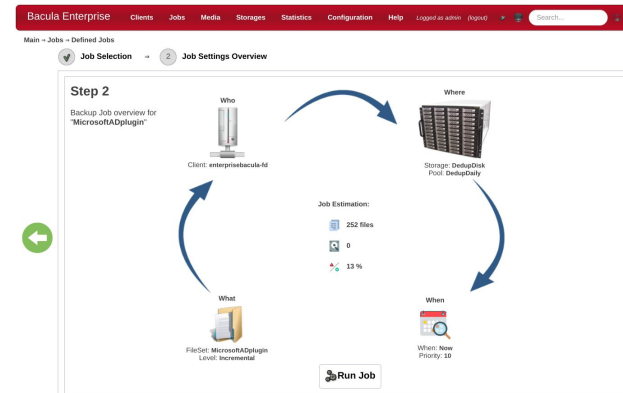 Bacula Enterprise Clients Jobs Media Storages Statistics Configuration Help Logged as admin (logout) Search...
Main → Jobs → Defined Jobs
Job Selection → 2 Job Settings Overview
Step 2
Backup Job overview for
"MicrosoftADplugin"
Who
Client: enterprisebacula-fd
Where
Storage: DedupDisk
Pool: DedupDaily
Job Estimation:
252 files
0
13 %
What
FileSet: MicrosoftADplugin
Level: Incremental
When
When: Now
Priority: 10
Run Job